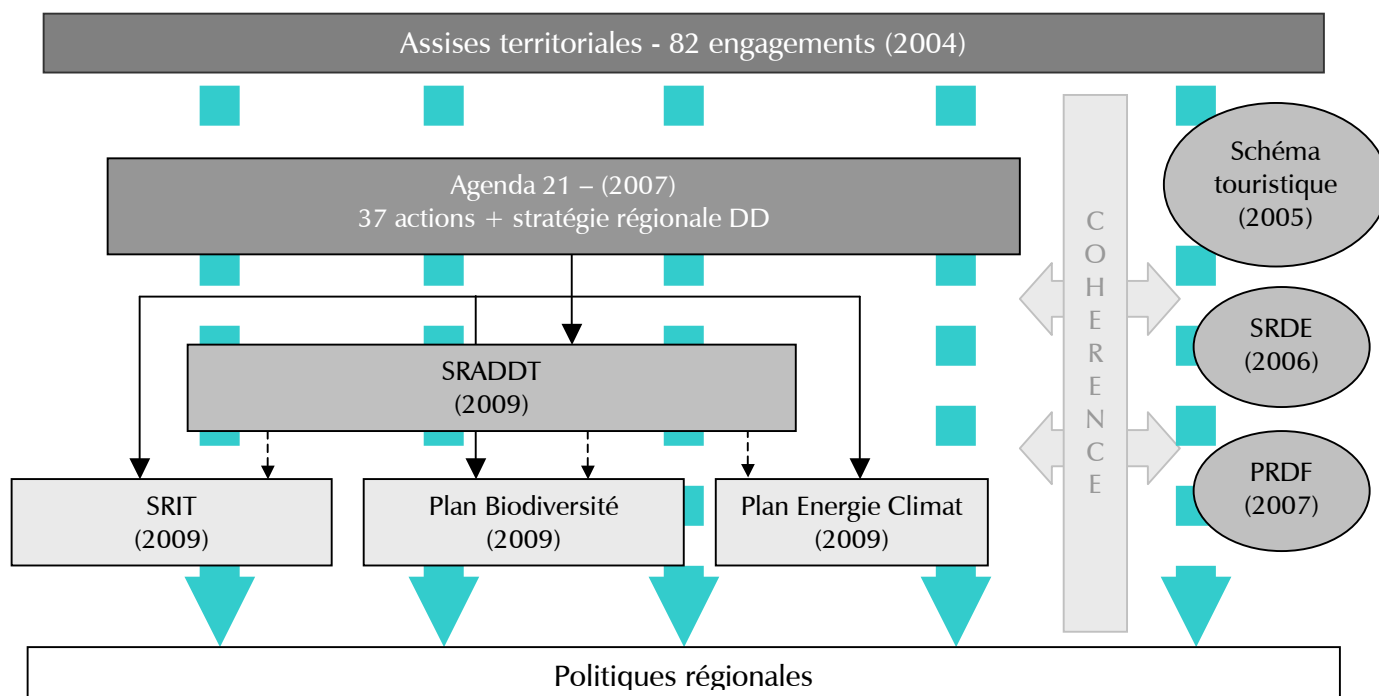 Assises territoriales - 82 engagements (2004)
Agenda 21 – (2007)
37 actions + stratégie régionale DD
SRADDT
(2009)
SRIT
(2009)
Plan Biodiversité
(2009)
Plan Energie Climat
(2009)
C
O
H
E
R
E
N
C
E
Schéma
touristique
(2005)
SRDE
(2006)
PRDF
(2007)
Politiques régionales